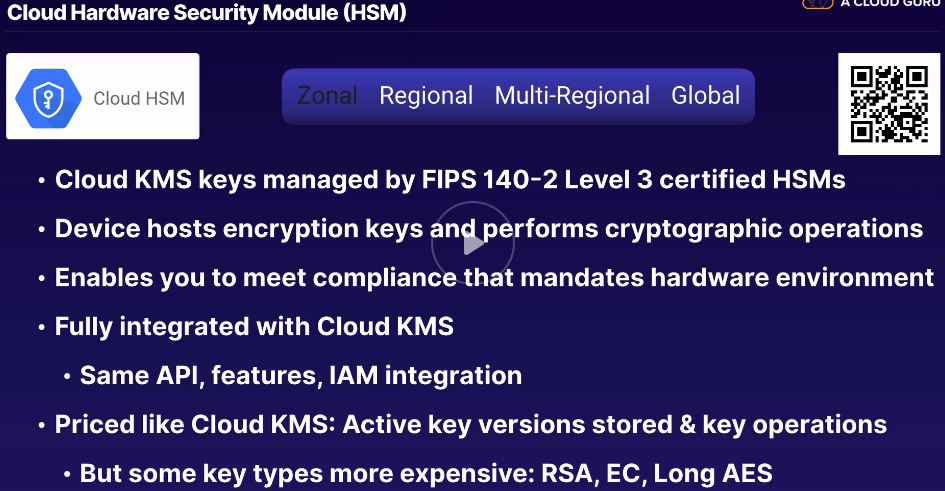 Cloud Hardware Security Module (HSM)
A CLOUD GURU
Cloud HSM
Zonal Regional Multi-Regional Global
• Cloud KMS keys managed by FIPS 140-2 Level 3 certified HSMs
• Device hosts encryption keys and performs cryptographic operations
• Enables you to meet compliance that mandates hardware environment
• Fully integrated with Cloud KMS
• Same API, features, IAM integration
• Priced like Cloud KMS: Active key versions stored & key operations
• But some key types more expensive: RSA, EC, Long AES